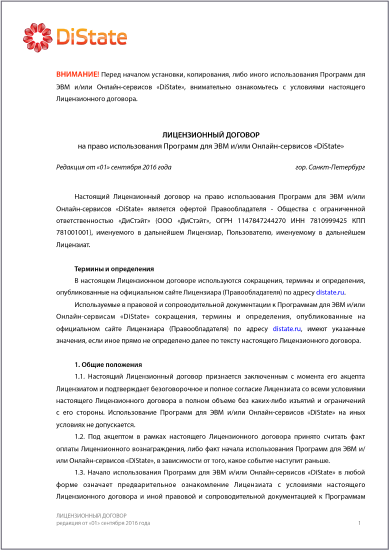 DiState
ВНИМАНИЕ! Перед началом установки, копирования, либо иного использования Программ для
ЭВМ и/или Онлайн-сервисов «DiState», внимательно ознакомьтесь с условиями настоящего
Лицензионного договора.
ЛИЦЕНЗИОННЫЙ ДОГОВОР
на право использования Программ для ЭВМ и/или Онлайн-сервисов «DiState»
Редакция от «01» сентября 2016 года гор. Санкт-Петербург
Настоящий Лицензионный договор на право использования Программ для ЭВМ и/или
Онлайн-сервисов «DiState» является офертой Правообладателя - Общества с ограниченной
ответственностью «ДиСтэйт» (ООО «ДиСтэйт», ОГРН 1147847244270 ИНН 7810999425 КПП
781001001), именуемого в дальнейшем Лицензиар, Пользователю, именуемому в дальнейшем
Лицензиат.
Термины и определения
В настоящем Лицензионном договоре используются сокращения, термины и определения,
опубликованные на официальном сайте Лицензиара (Правообладателя) по адресу distate.ru.
Используемые в правовой и сопроводительной документации к Программам для ЭВМ и/или
Онлайн-сервисам «DiState» сокращения, термины и определения, опубликованные на
официальном сайте Лицензиара (Правообладателя) по адресу distate.ru, имеют указанные
значения, если иное прямо не определено далее по тексту настоящего Лицензионного договора.
1. Общие положения
1.1. Настоящий Лицензионный договор признается заключенным с момента его акцепта
Лицензиатом и подтверждает безоговорочное и полное согласие Лицензиата со всеми условиями
настоящего Лицензионного договора в полном объеме без каких-либо изъятий и ограничений
с его стороны. Использование Программ для ЭВМ и/или Онлайн-сервисов «DiState» на иных
условиях не допускается.
1.2. Под акцептом в рамках настоящего Лицензионного договора принято считать факт
оплаты Лицензионного вознаграждения, либо факт начала использования Программ для ЭВМ и/
или Онлайн-сервисов «DiState», в зависимости от того, какое событие наступит раньше.
1.3. Начало использования Программ для ЭВМ и/или Онлайн-сервисов «DiState» в любой
форме означает предварительное ознакомление Лицензиата с условиями настоящего
Лицензионного договора и иной правовой и сопроводительной документацией к Программам
ЛИЦЕНЗИОННЫЙ ДОГОВОР
редакция от «01» сентября 2016 года 1